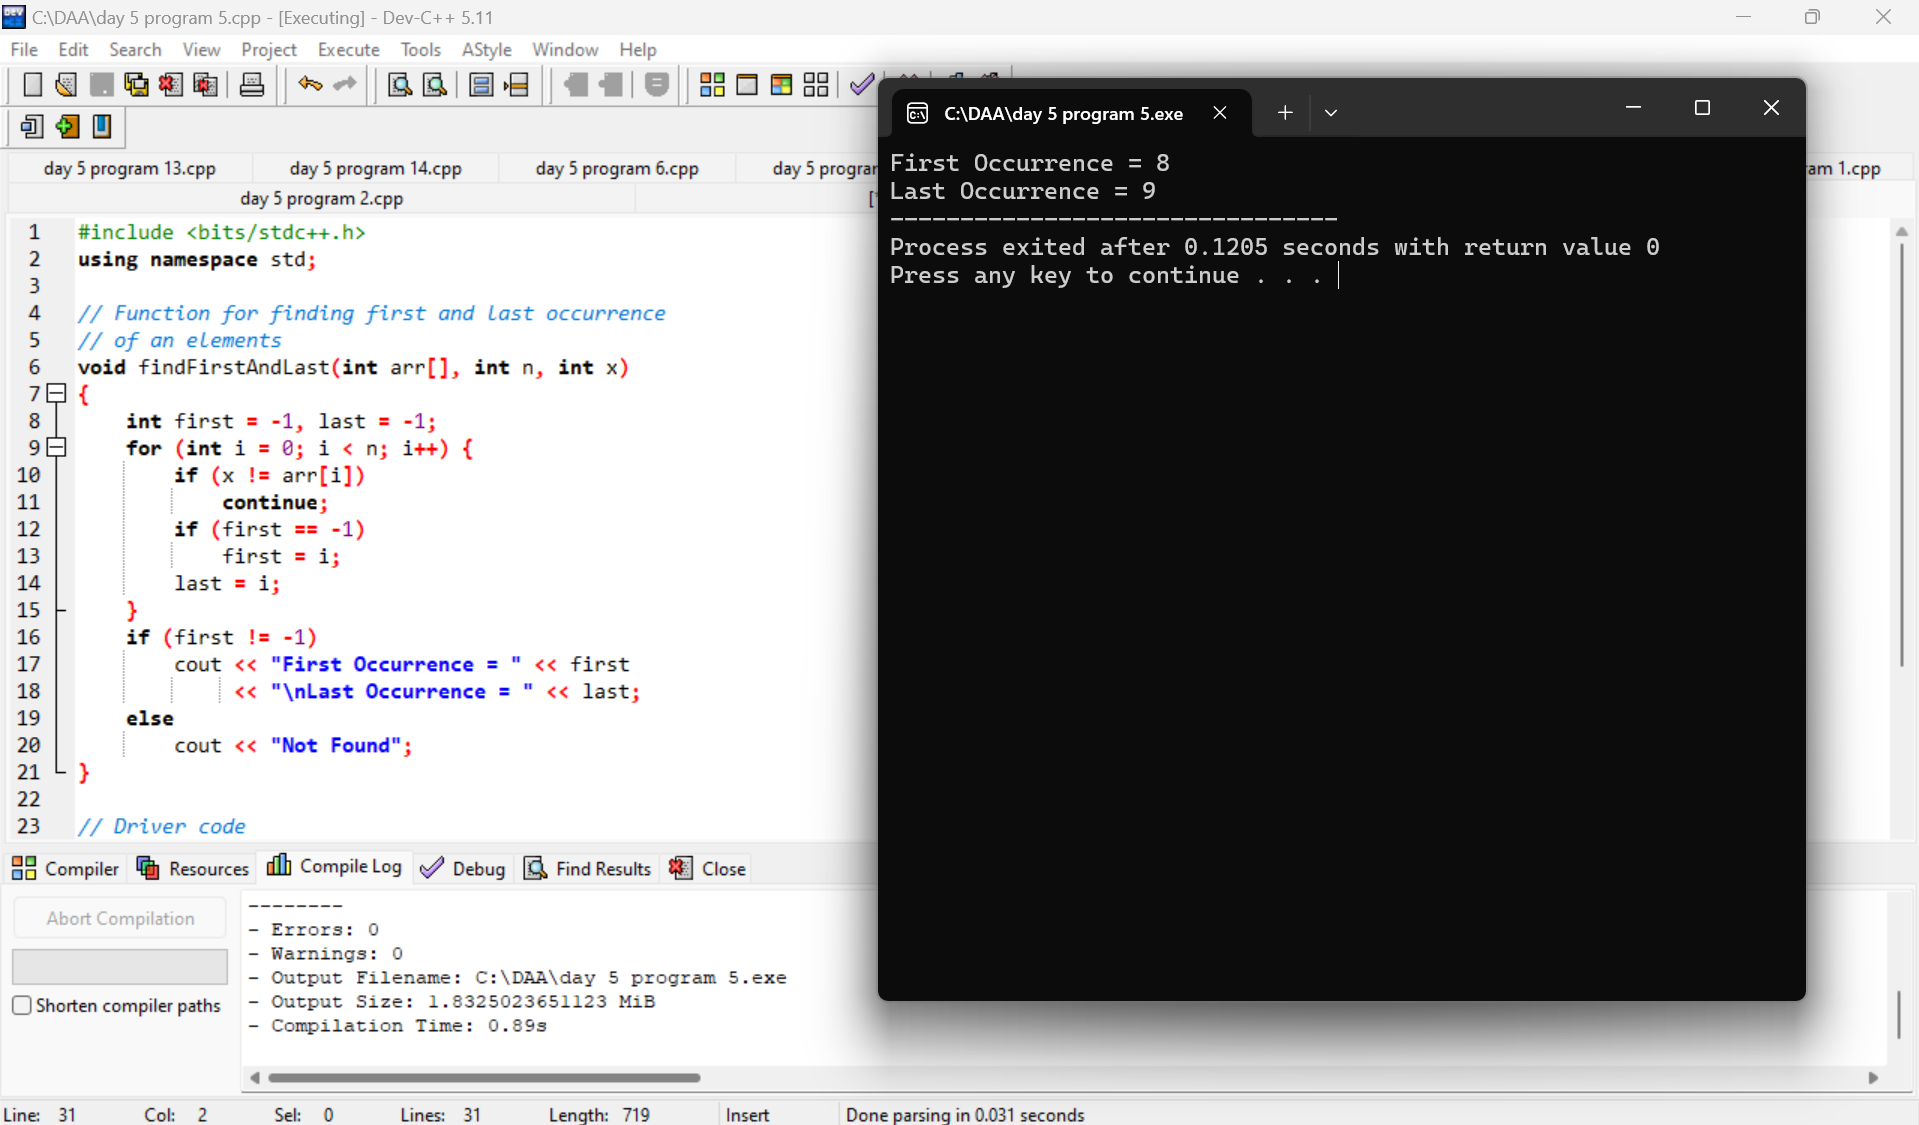 C:\DAA\day 5 program 5.cpp - [Executing] - Dev-C++ 5.11
File Edit Search View Project Execute Tools AStyle Window Help
day 5 program 13.cpp day 5 program 14.cpp day 5 program 6.cpp day 5 1.cpp
day 5 program 2.cpp
1 #include <bits/stdc++.h>
2 using namespace std;
3
4 // Function for finding first and last occurrence
5 // of an elements
6 void findFirstAndLast(int arr[], int n, int x)
7 {
8 int first = -1, last = -1;
9 for (int i = 0; i < n; i++) {
10 if (x != arr[i])
11 continue;
12 if (first == -1)
13 first = i;
14 last = i;
15 }
16 if (first != -1)
17 cout << "First Occurrence = " << first
18 << "\nLast Occurrence = " << last;
19 else
20 cout << "Not Found";
21 }
22
23 // Driver code
C:\DAA\day 5 program 5.exe
First Occurrence = 8
Last Occurrence = 9
--------------------------------
Process exited after 0.1205 seconds with return value 0
Press any key to continue . . .
Compiler Resources Compile Log Debug Find Results Close
Abort Compilation
Shorten compiler paths
--------
- Errors: 0
- Warnings: 0
- Output Filename: C:\DAA\day 5 program 5.exe
- Output Size: 1.8325023651123 MiB
- Compilation Time: 0.89s
Line: 31 Col: 2 Sel: 0 Lines: 31 Length: 719 Insert Done parsing in 0.031 seconds